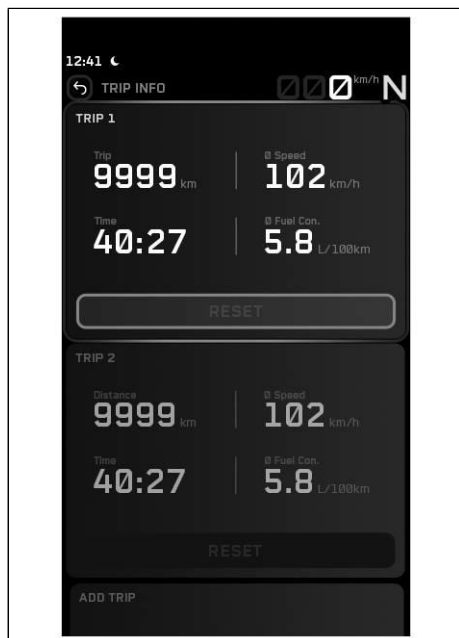 12:41
TRIP INFO
000 km/h N
TRIP 1
Trip
9999 km
Ø Speed
102 km/h
Time
40:27
Ø Fuel Con.
5.8 L/100km
RESET
TRIP 2
Distance
9999 km
Ø Speed
102 km/h
Time
40:27
Ø Fuel Con.
5.8 L/100km
RESET
ADD TRIP